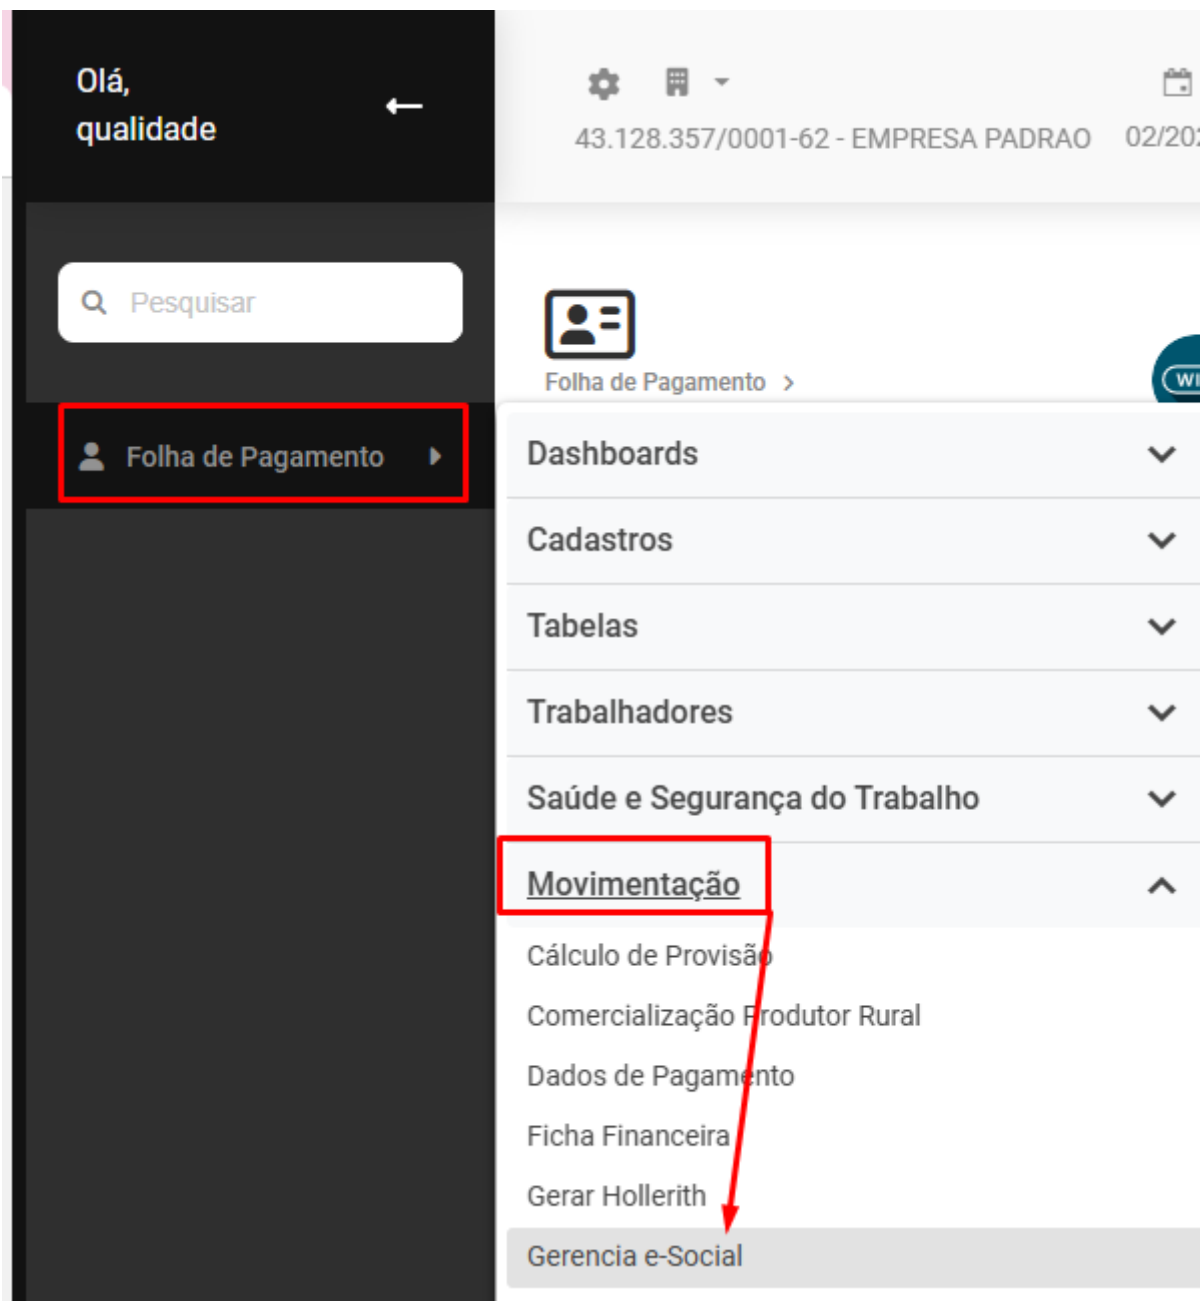 Olá,
qualidade
43.128.357/0001-62 - EMPRESA PADRAO
02/202
Pesquisar
Folha de Pagamento >
Folha de Pagamento
Dashboards
Cadastros
Tabelas
Trabalhadores
Saúde e Segurança do Trabalho
Movimentação
Cálculo de Provisão
Comercialização Produtor Rural
Dados de Pagamento
Ficha Financeira
Gerar Hollerith
Gerencia e-Social